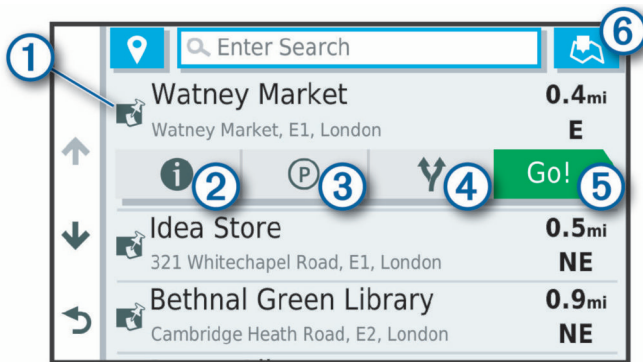 Enter Search
6
1
Watney Market
0.4mi
Watney Market, E1, London
E
i 2 P 3 4 Go! 5
Idea Store
0.5mi
321 Whitechapel Road, E1, London
NE
Bethnal Green Library
0.9mi
Cambridge Heath Road, E2, London
NE